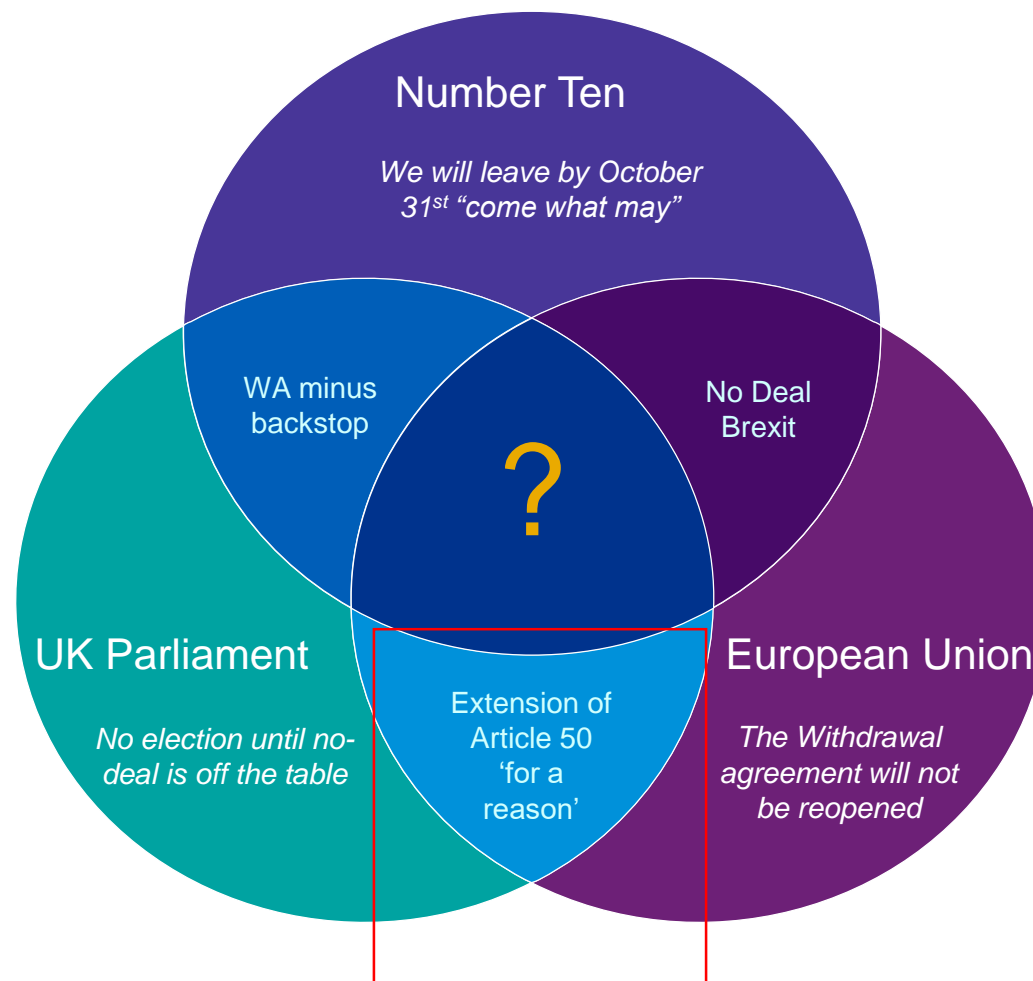 Number Ten
We will leave by October
31st “come what may”
WA minus
backstop
No Deal
Brexit
?
UK Parliament
No election until no-
deal is off the table
Extension of
Article 50
‘for a
reason’
European Union
The Withdrawal
agreement will not
be reopened